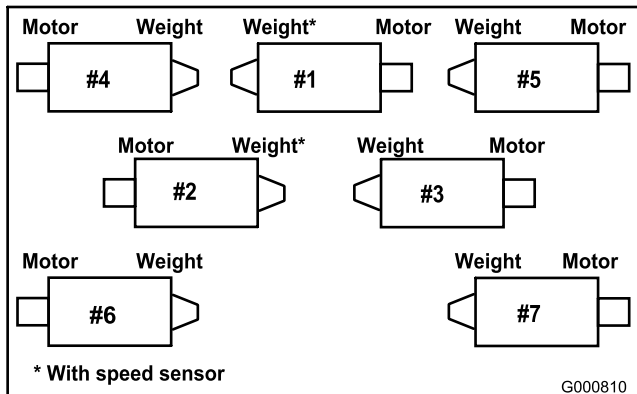 Motor Weight Weight* Motor Weight Motor
#4 #1 #5
Motor Weight* Weight Motor
#2 #3
Motor Weight Weight Motor
#6 #7
* With speed sensor
G000810